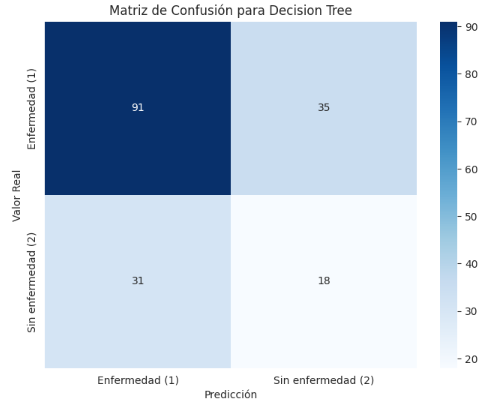 Matriz de Confusión para Decision Tree
Valor Real
Enfermedad (1)
91
35
Sin enfermedad (2)
31
18
Enfermedad (1)
Sin enfermedad (2)
Predicción
90
80
70
60
50
40
30
20